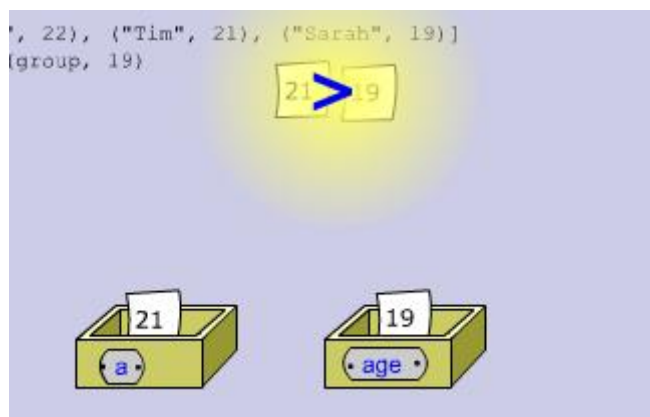 ", 22), ("Tim", 21), ("Sarah", 19)]
(group, 19)
21 > 19
21
19
a
age